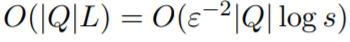 O(|Q|L) = O(ε⁻²|Q| log s)